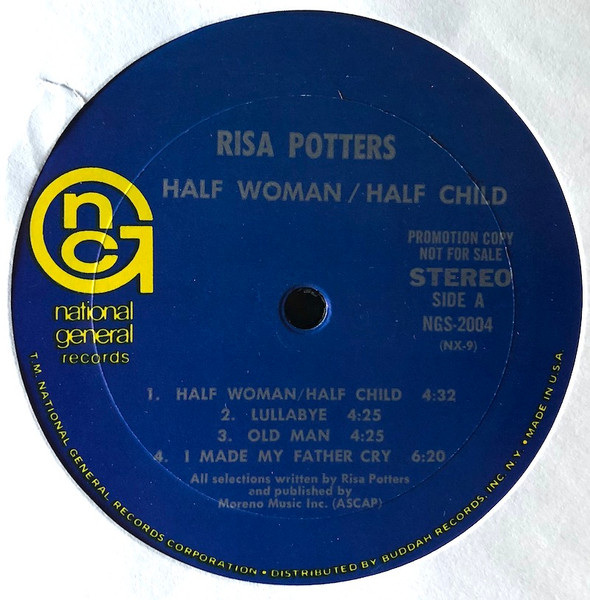 RISA POTTERS
HALF WOMAN / HALF CHILD
ncG
national
general
records
PROMOTION COPY
NOT FOR SALE
STEREO
SIDE A
NGS-2004
(NX-9)
1. HALF WOMAN/HALF CHILD 4:32
2. LULLABYE 4:25
3. OLD MAN 4:25
4. I MADE MY FATHER CRY 6:20
All selections written by Risa Potters
and published by
Moreno Music Inc. (ASCAP)
T.M. NATIONAL GENERAL RECORDS CORPORATION • DISTRIBUTED BY BUDDAH RECORDS, INC. N.Y. • MADE IN U.S.A.